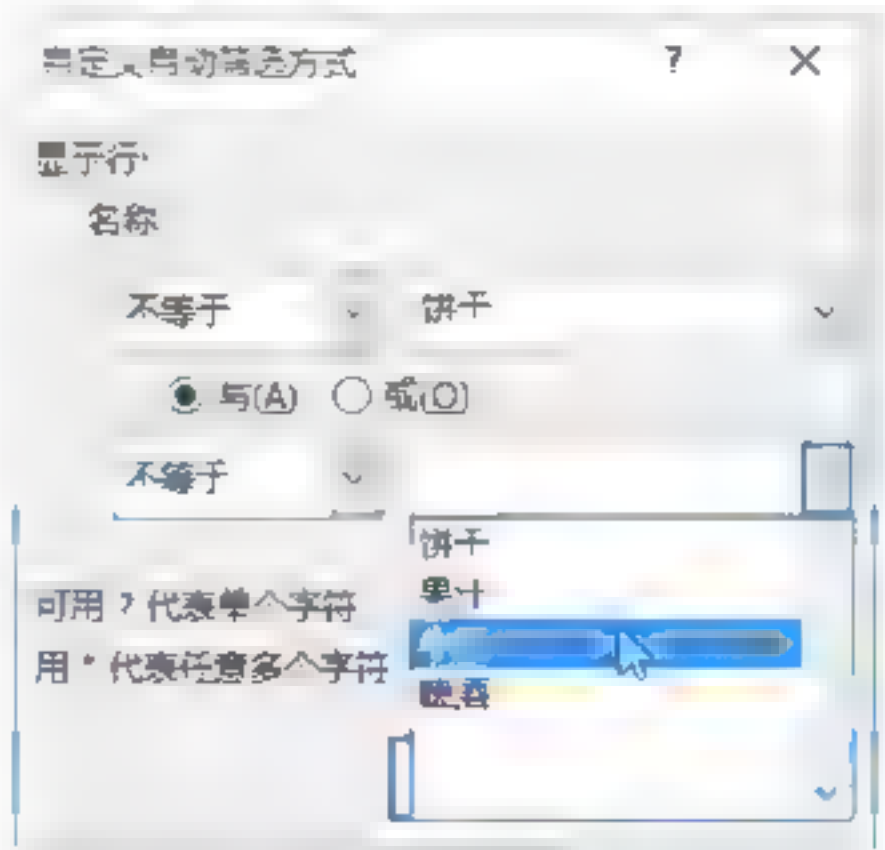 自定义自动筛选方式 ?
显示行:
名称
不等于 饼干
与(A) 或(O)
不等于
饼干
果汁
可用 ? 代表单个字符
用 * 代表任意多个字符